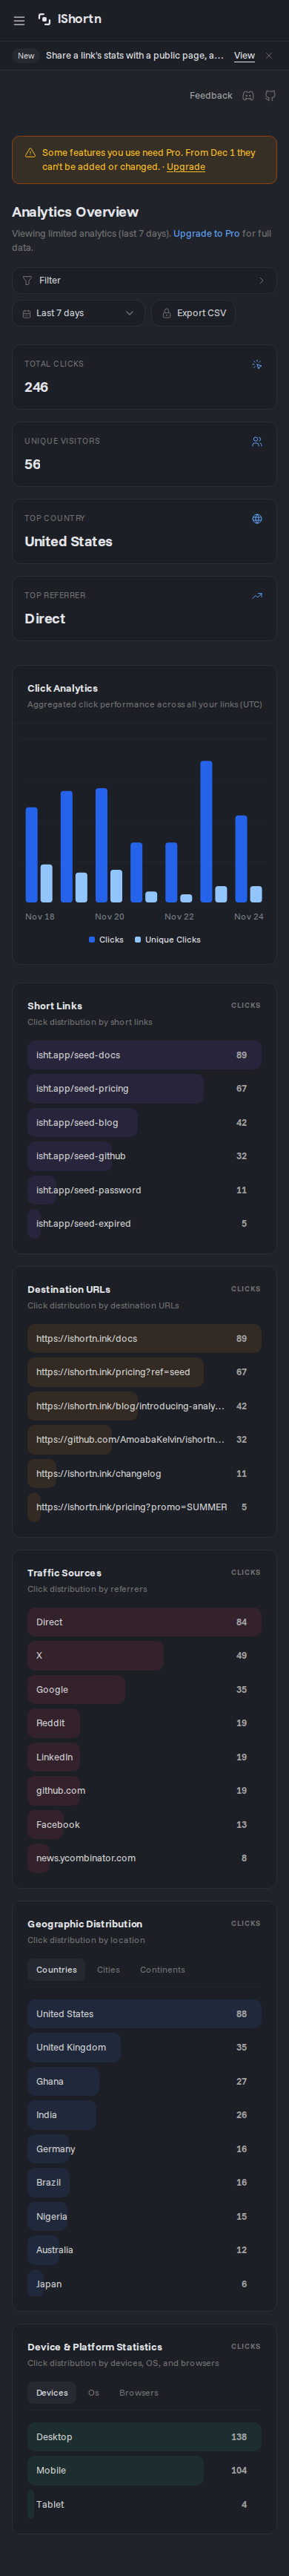 IShortn
New Share a link's stats with a public page, a... View
Feedback
Some features you use need Pro. From Dec 1 they
can't be added or changed. · Upgrade
Analytics Overview
Viewing limited analytics (last 7 days). Upgrade to Pro for full
data.
Filter
Last 7 days
Export CSV
TOTAL CLICKS
246
UNIQUE VISITORS
56
TOP COUNTRY
United States
TOP REFERRER
Direct
Click Analytics
Aggregated click performance across all your links (UTC)
Nov 18 Nov 20 Nov 22 Nov 24
Clicks Unique Clicks
Short Links CLICKS
Click distribution by short links
isht.app/seed-docs 89
isht.app/seed-pricing 67
isht.app/seed-blog 42
isht.app/seed-github 32
isht.app/seed-password 11
isht.app/seed-expired 5
Destination URLs CLICKS
Click distribution by destination URLs
https://ishortn.ink/docs 89
https://ishortn.ink/pricing?ref=seed 67
https://ishortn.ink/blog/introducing-analy... 42
https://github.com/AmoabaKelvin/ishortn... 32
https://ishortn.ink/changelog 11
https://ishortn.ink/pricing?promo=SUMMER 5
Traffic Sources CLICKS
Click distribution by referrers
Direct 84
X 49
Google 35
Reddit 19
LinkedIn 19
github.com 19
Facebook 13
news.ycombinator.com 8
Geographic Distribution CLICKS
Click distribution by location
Countries Cities Continents
United States 88
United Kingdom 35
Ghana 27
India 26
Germany 16
Brazil 16
Nigeria 15
Australia 12
Japan 6
Device & Platform Statistics CLICKS
Click distribution by devices, OS, and browsers
Devices Os Browsers
Desktop 138
Mobile 104
Tablet 4